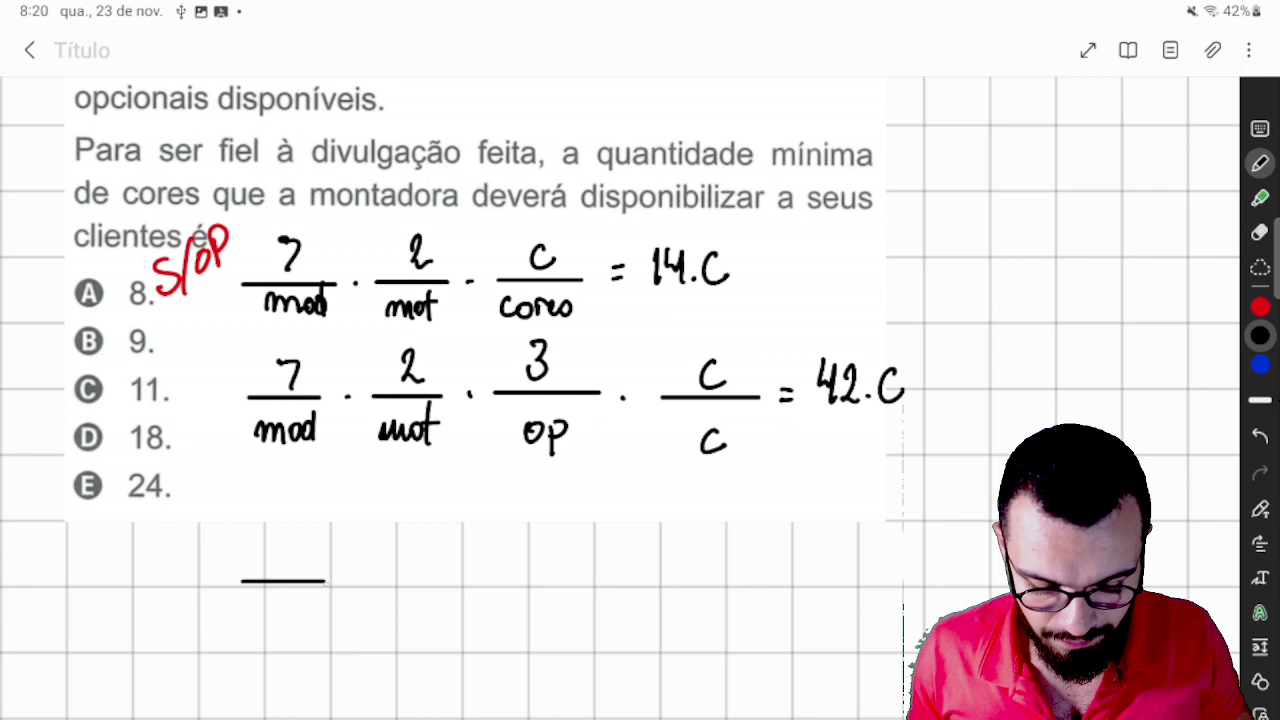 8:20 qua., 23 de nov. 42%
Título
opcionais disponíveis.
Para ser fiel à divulgação feita, a quantidade mínima
de cores que a montadora deverá disponibilizar a seus
clientes é
S/OP
A 8.
B 9.
C 11.
D 18.
E 24.
7/mod · 2/mot · C/cores = 14.C
7/mod · 2/mot · 3/op · C/C = 42.C